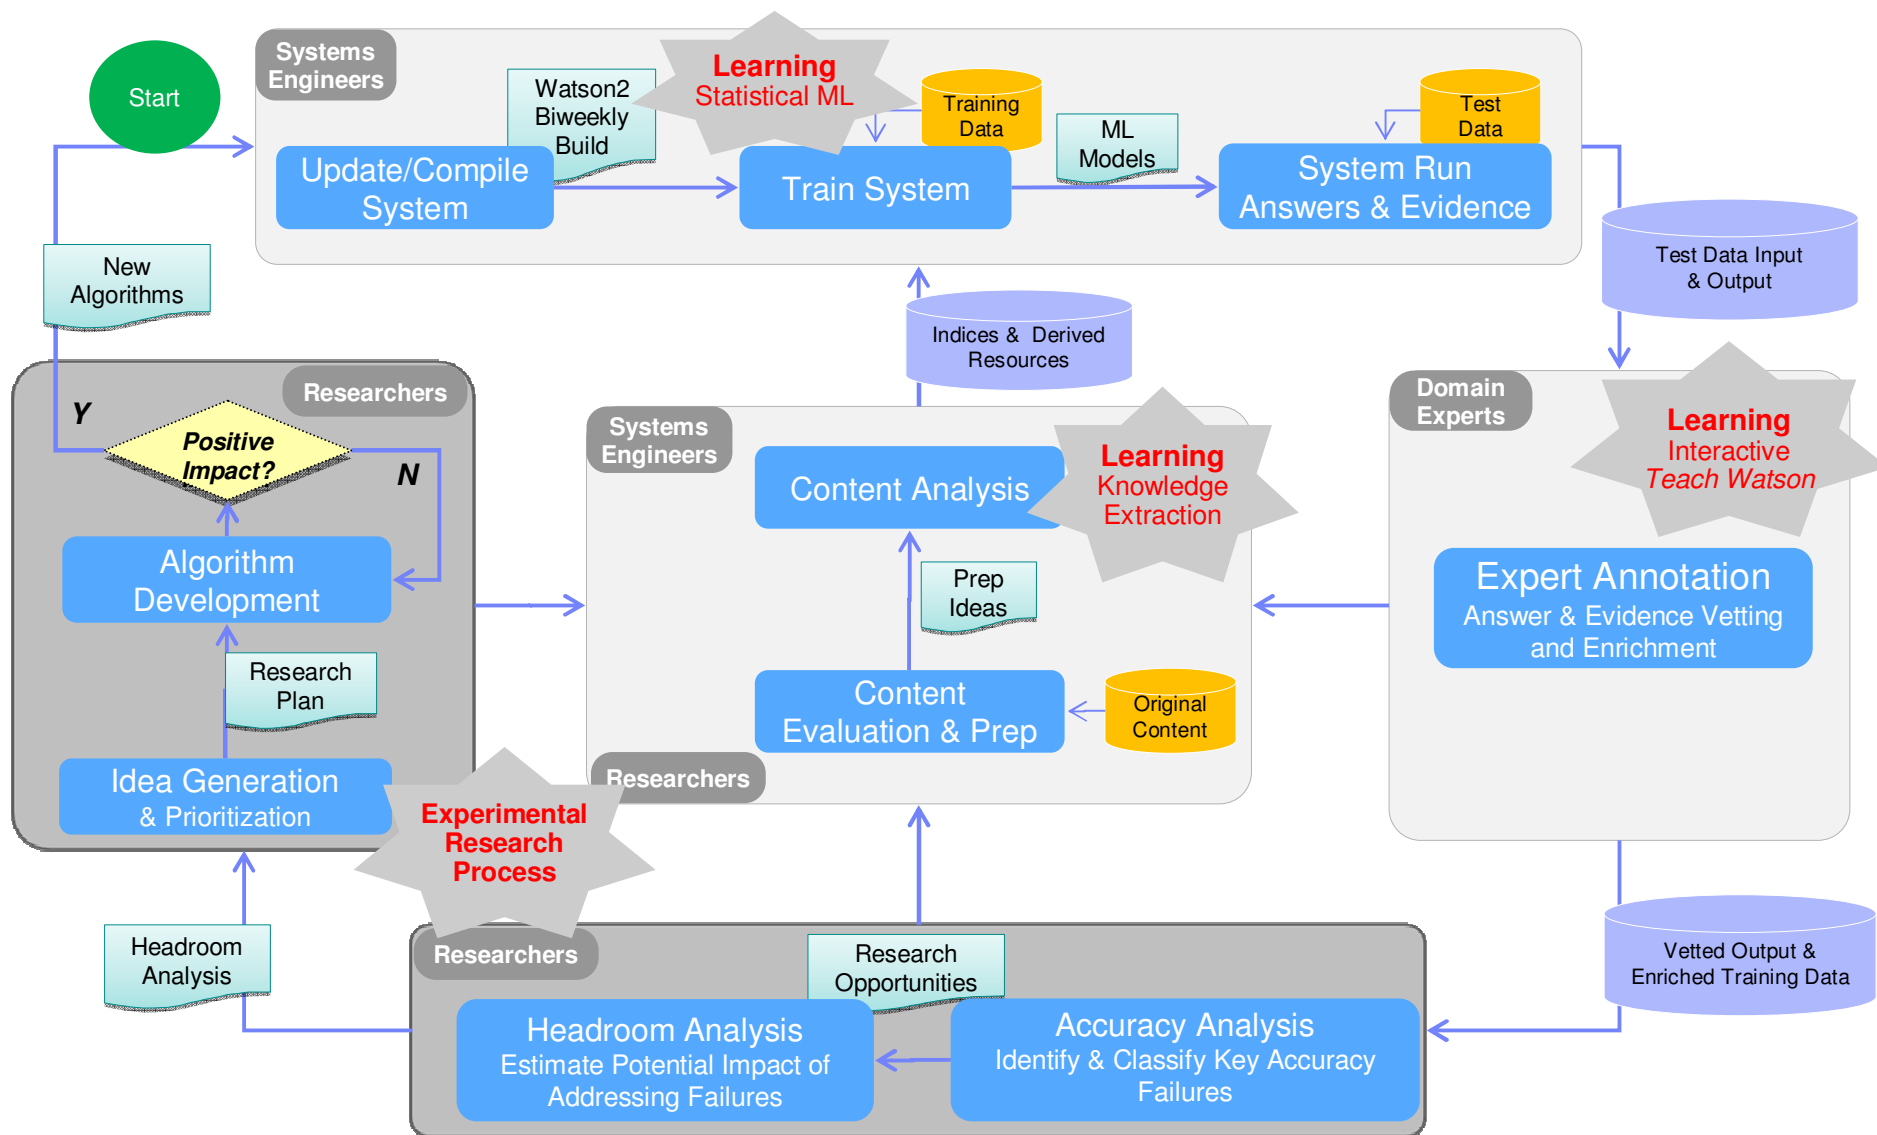 Start
Systems
Engineers
Watson2
Biweekly
Build
Learning
Statistical ML
Training
Data
ML
Models
Test
Data
Update/Compile
System
Train System
System Run
Answers & Evidence
New
Algorithms
Test Data Input
& Output
Indices & Derived
Resources
Researchers
Y
Positive
Impact?
N
Algorithm
Development
Research
Plan
Idea Generation
& Prioritization
Systems
Engineers
Content Analysis
Learning
Knowledge
Extraction
Prep
Ideas
Content
Evaluation & Prep
Original
Content
Researchers
Domain
Experts
Learning
Interactive
Teach Watson
Expert Annotation
Answer & Evidence Vetting
and Enrichment
Experimental
Research
Process
Headroom
Analysis
Researchers
Research
Opportunities
Headroom Analysis
Estimate Potential Impact of
Addressing Failures
Accuracy Analysis
Identify & Classify Key Accuracy
Failures
Vetted Output &
Enriched Training Data